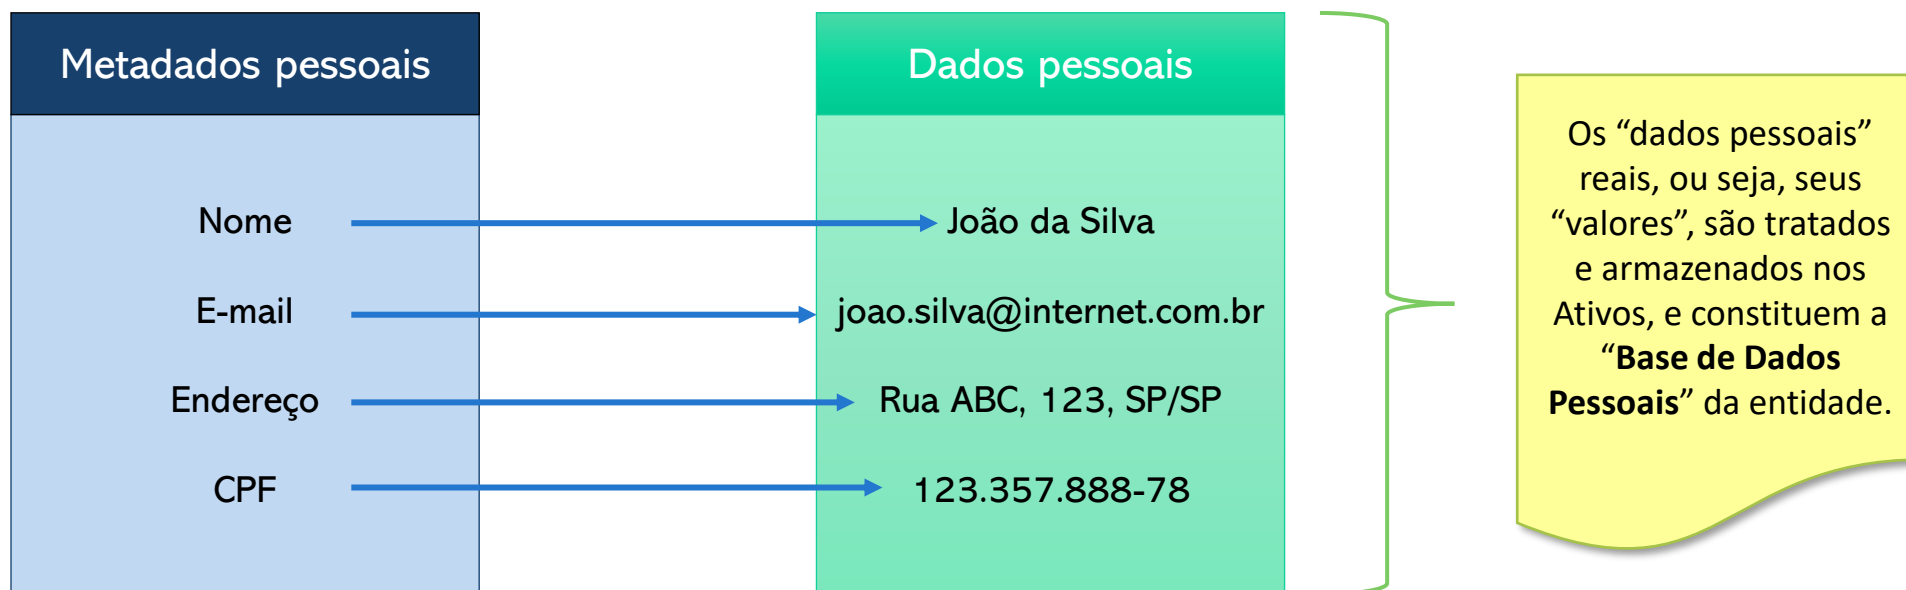 Metadados pessoais
Nome
E-mail
Endereço
CPF
Dados pessoais
João da Silva
joao.silva@internet.com.br
Rua ABC, 123, SP/SP
123.357.888-78
Os “dados pessoais”
reais, ou seja, seus
“valores”, são tratados
e armazenados nos
Ativos, e constituem a
“Base de Dados
Pessoais” da entidade.